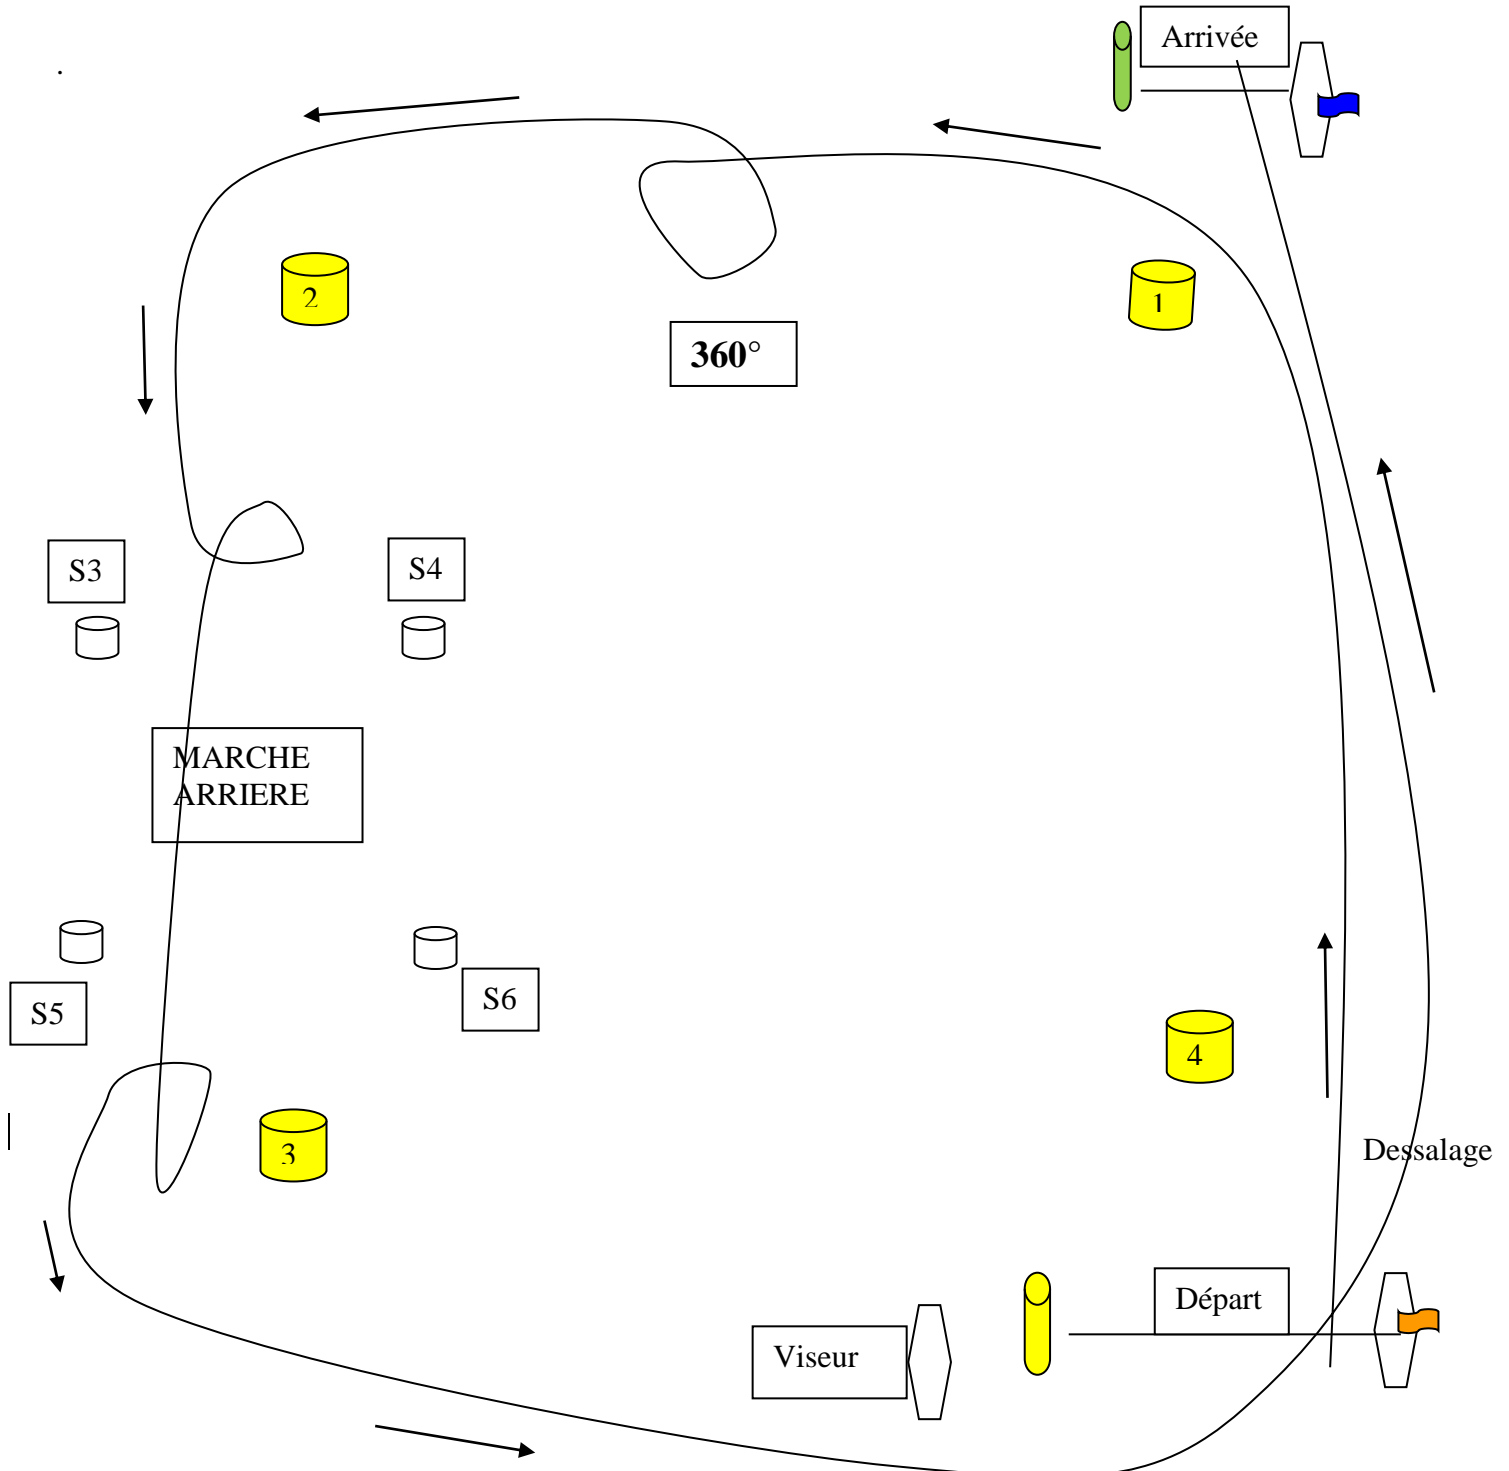 Arrivée
.
2
1
360°
S3
S4
MARCHE
ARRIERE
S5
S6
4
3
Dessalage
Départ
Viseur